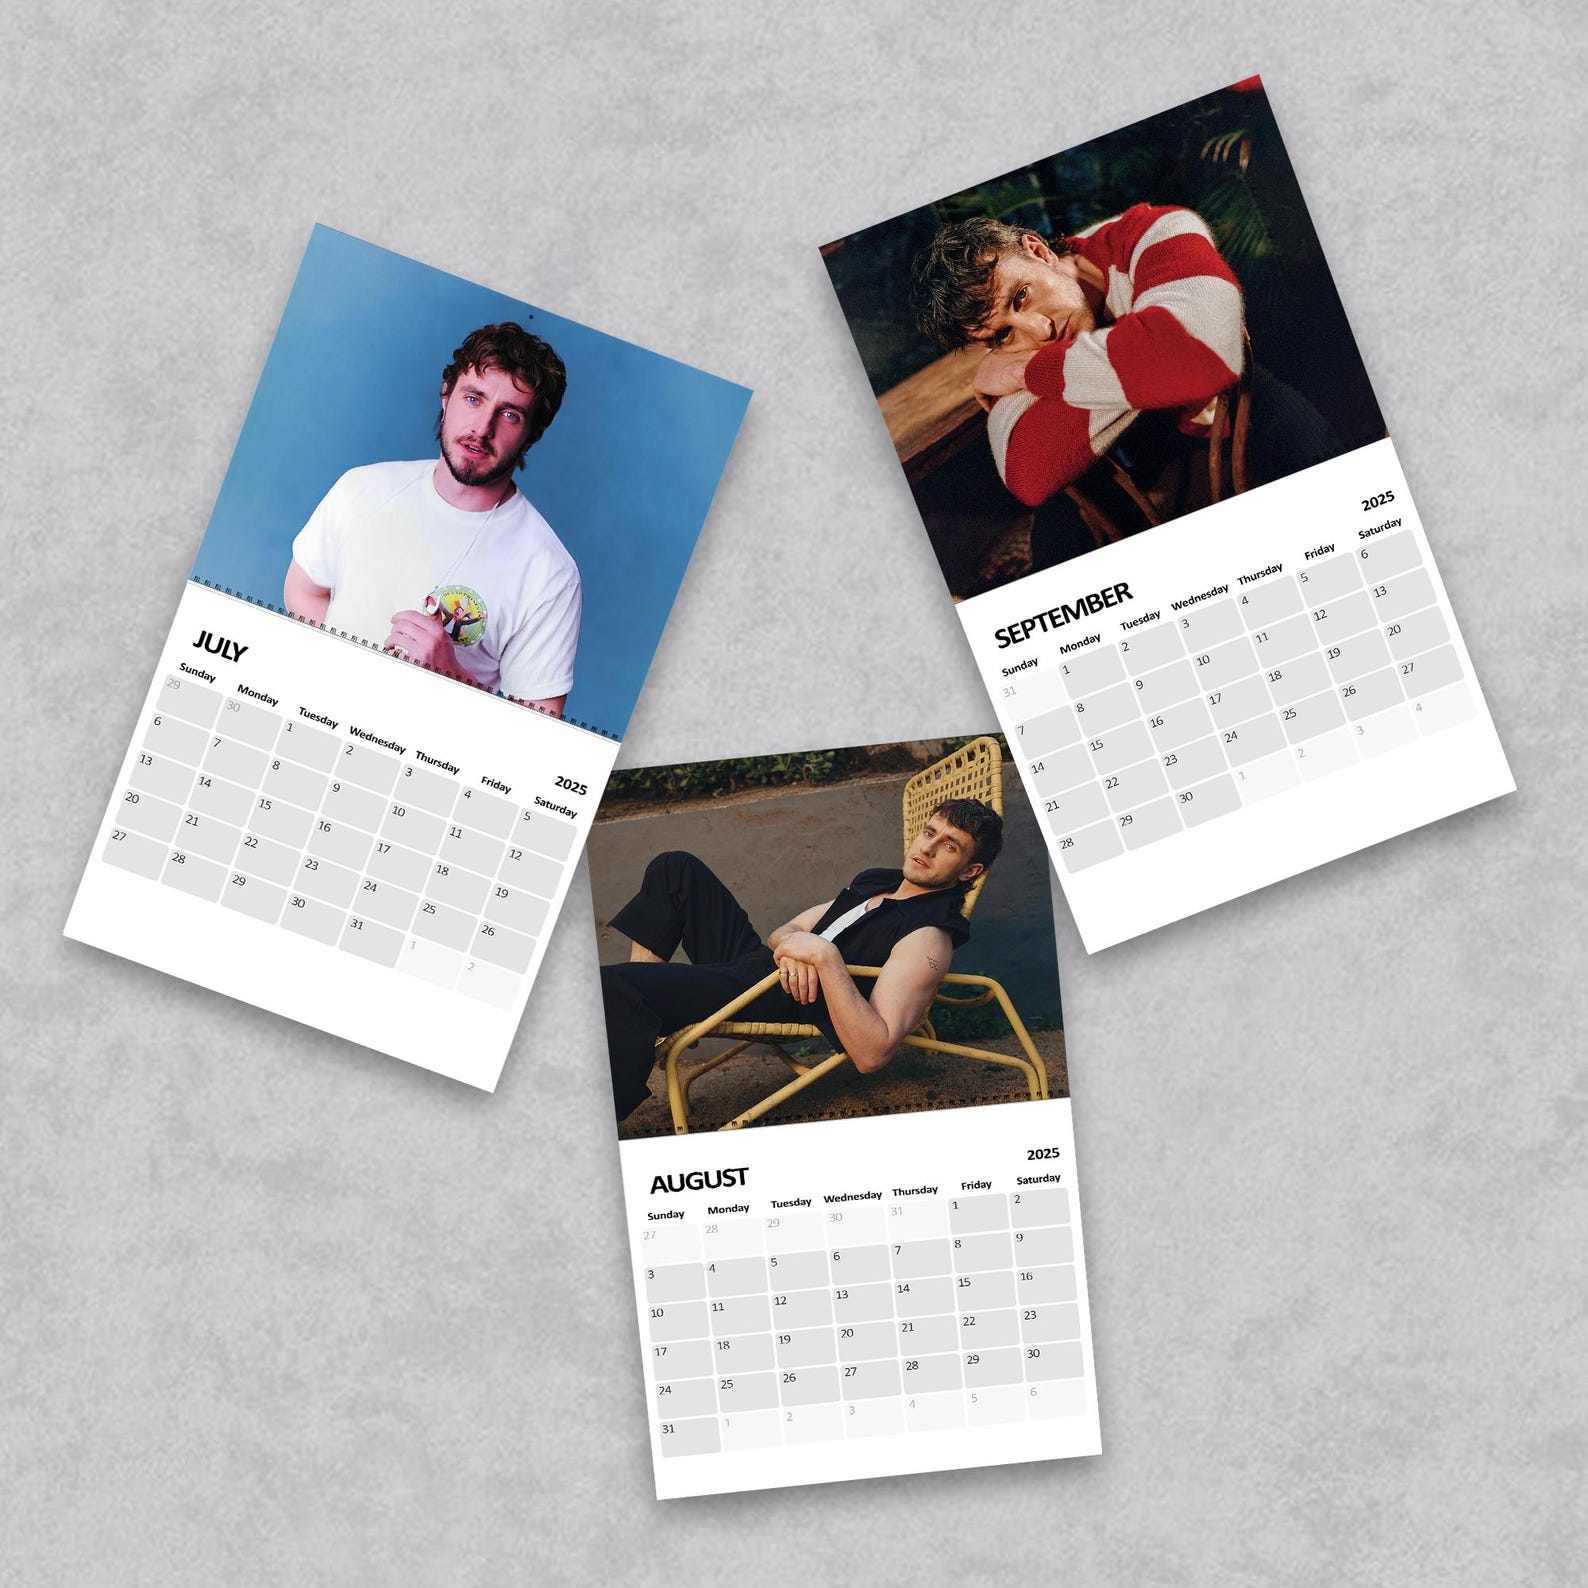 JULY
2025
Sunday Monday Tuesday Wednesday Thursday Friday Saturday
29 30 1 2 3 4 5
6 7 8 9 10 11 12
13 14 15 16 17 18 19
20 21 22 23 24 25 26
27 28 29 30 31 1 2
SEPTEMBER
2025
Sunday Monday Tuesday Wednesday Thursday Friday Saturday
31 1 2 3 4 5 6
7 8 9 10 11 12 13
14 15 16 17 18 19 20
21 22 23 24 25 26 27
28 29 30 1 2 3 4
AUGUST
2025
Sunday Monday Tuesday Wednesday Thursday Friday Saturday
27 28 29 30 31 1 2
3 4 5 6 7 8 9
10 11 12 13 14 15 16
17 18 19 20 21 22 23
24 25 26 27 28 29 30
31 1 2 3 4 5 6